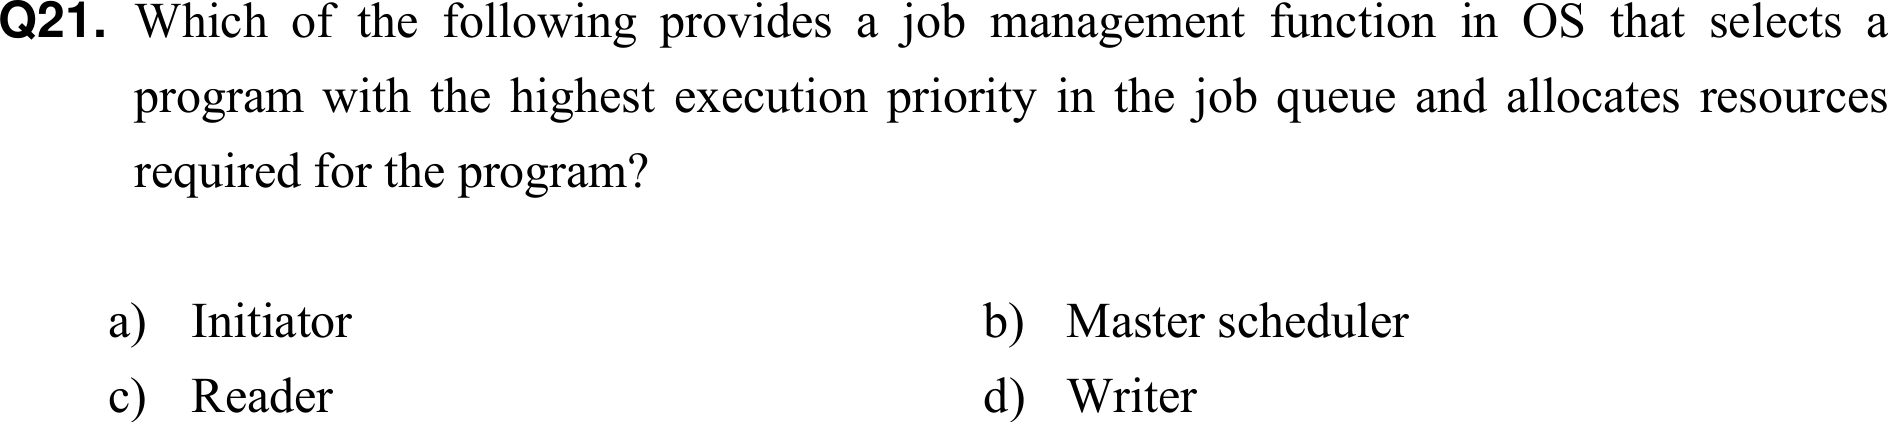 Q21. Which of the following provides a job management function in OS that selects a
program with the highest execution priority in the job queue and allocates resources
required for the program?
a) Initiator b) Master scheduler
c) Reader d) Writer